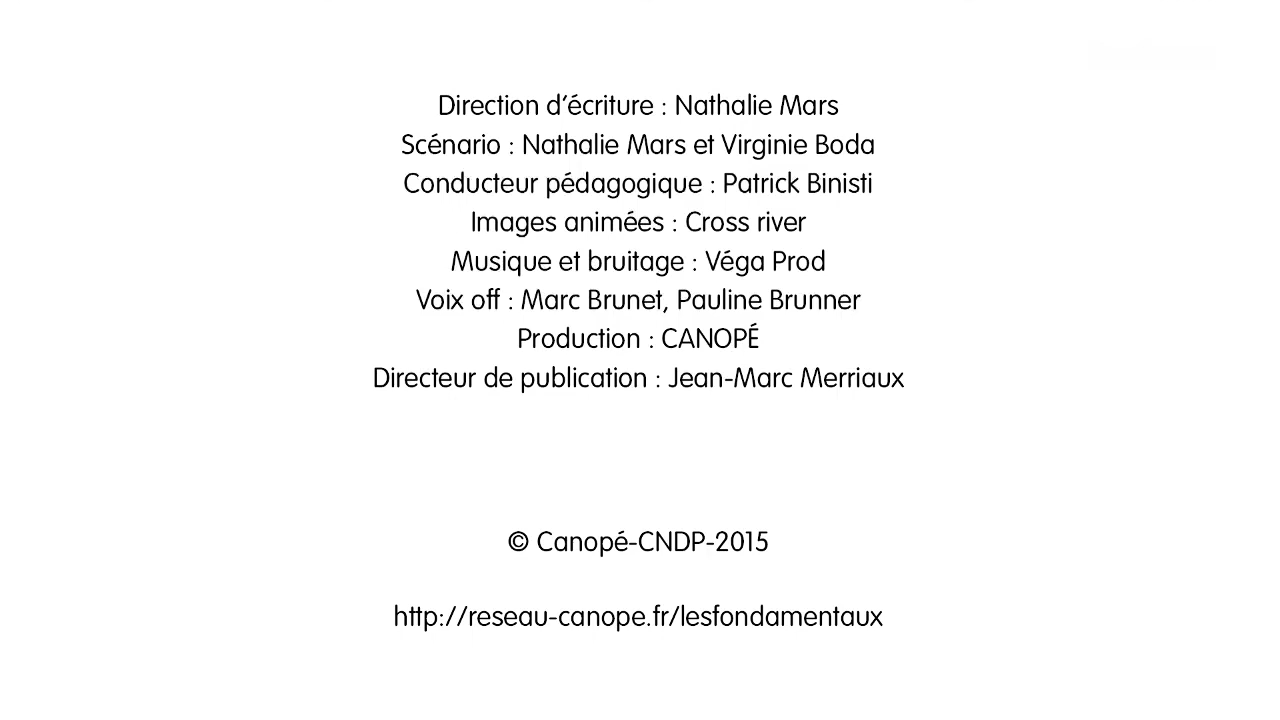 Direction d’écriture : Nathalie Mars
Scénario : Nathalie Mars et Virginie Boda
Conducteur pédagogique : Patrick Binisti
Images animées : Cross river
Musique et bruitage : Véga Prod
Voix off : Marc Brunet, Pauline Brunner
Production : CANOPÉ
Directeur de publication : Jean-Marc Merriaux
© Canopé-CNDP-2015
http://reseau-canope.fr/lesfondamentaux